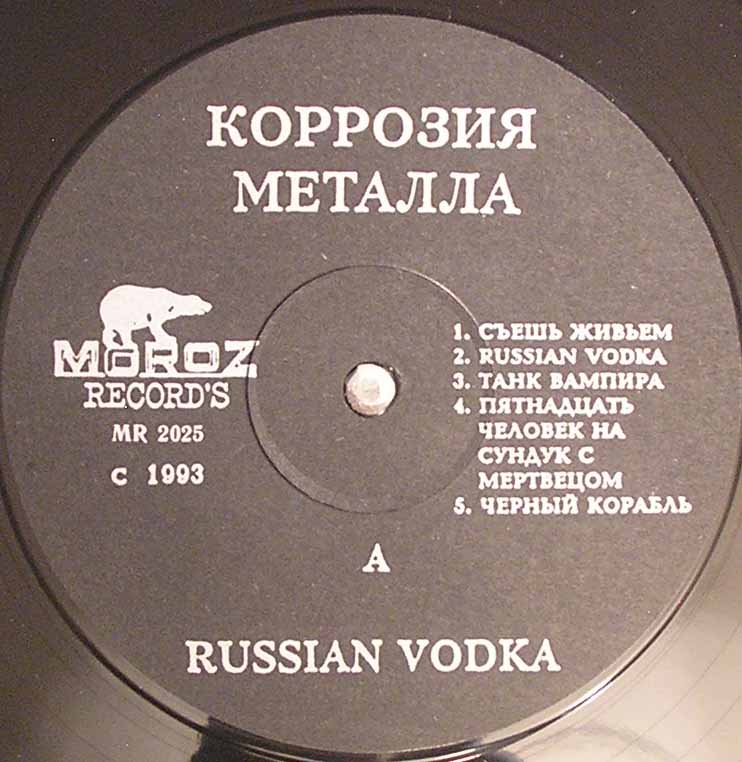 КОРРОЗИЯ
МЕТАЛЛА
MOROZ
RECORD'S
MR 2025
с 1993
1. СЪЕШЬ ЖИВЬЕМ
2. RUSSIAN VODKA
3. ТАНК ВАМПИРА
4. ПЯТНАДЦАТЬ
ЧЕЛОВЕК НА
СУНДУК С
МЕРТВЕЦОМ
5. ЧЕРНЫЙ КОРАБЛЬ
A
RUSSIAN VODKA